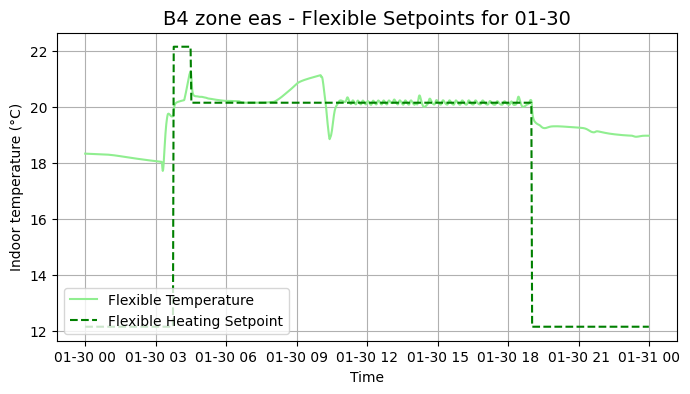 B4 zone eas - Flexible Setpoints for 01-30
Indoor temperature (°C)
22
20
18
16
14
12
Flexible Temperature
Flexible Heating Setpoint
01-30 00 01-30 03 01-30 06 01-30 09 01-30 12 01-30 15 01-30 18 01-30 21 01-31 00
Time